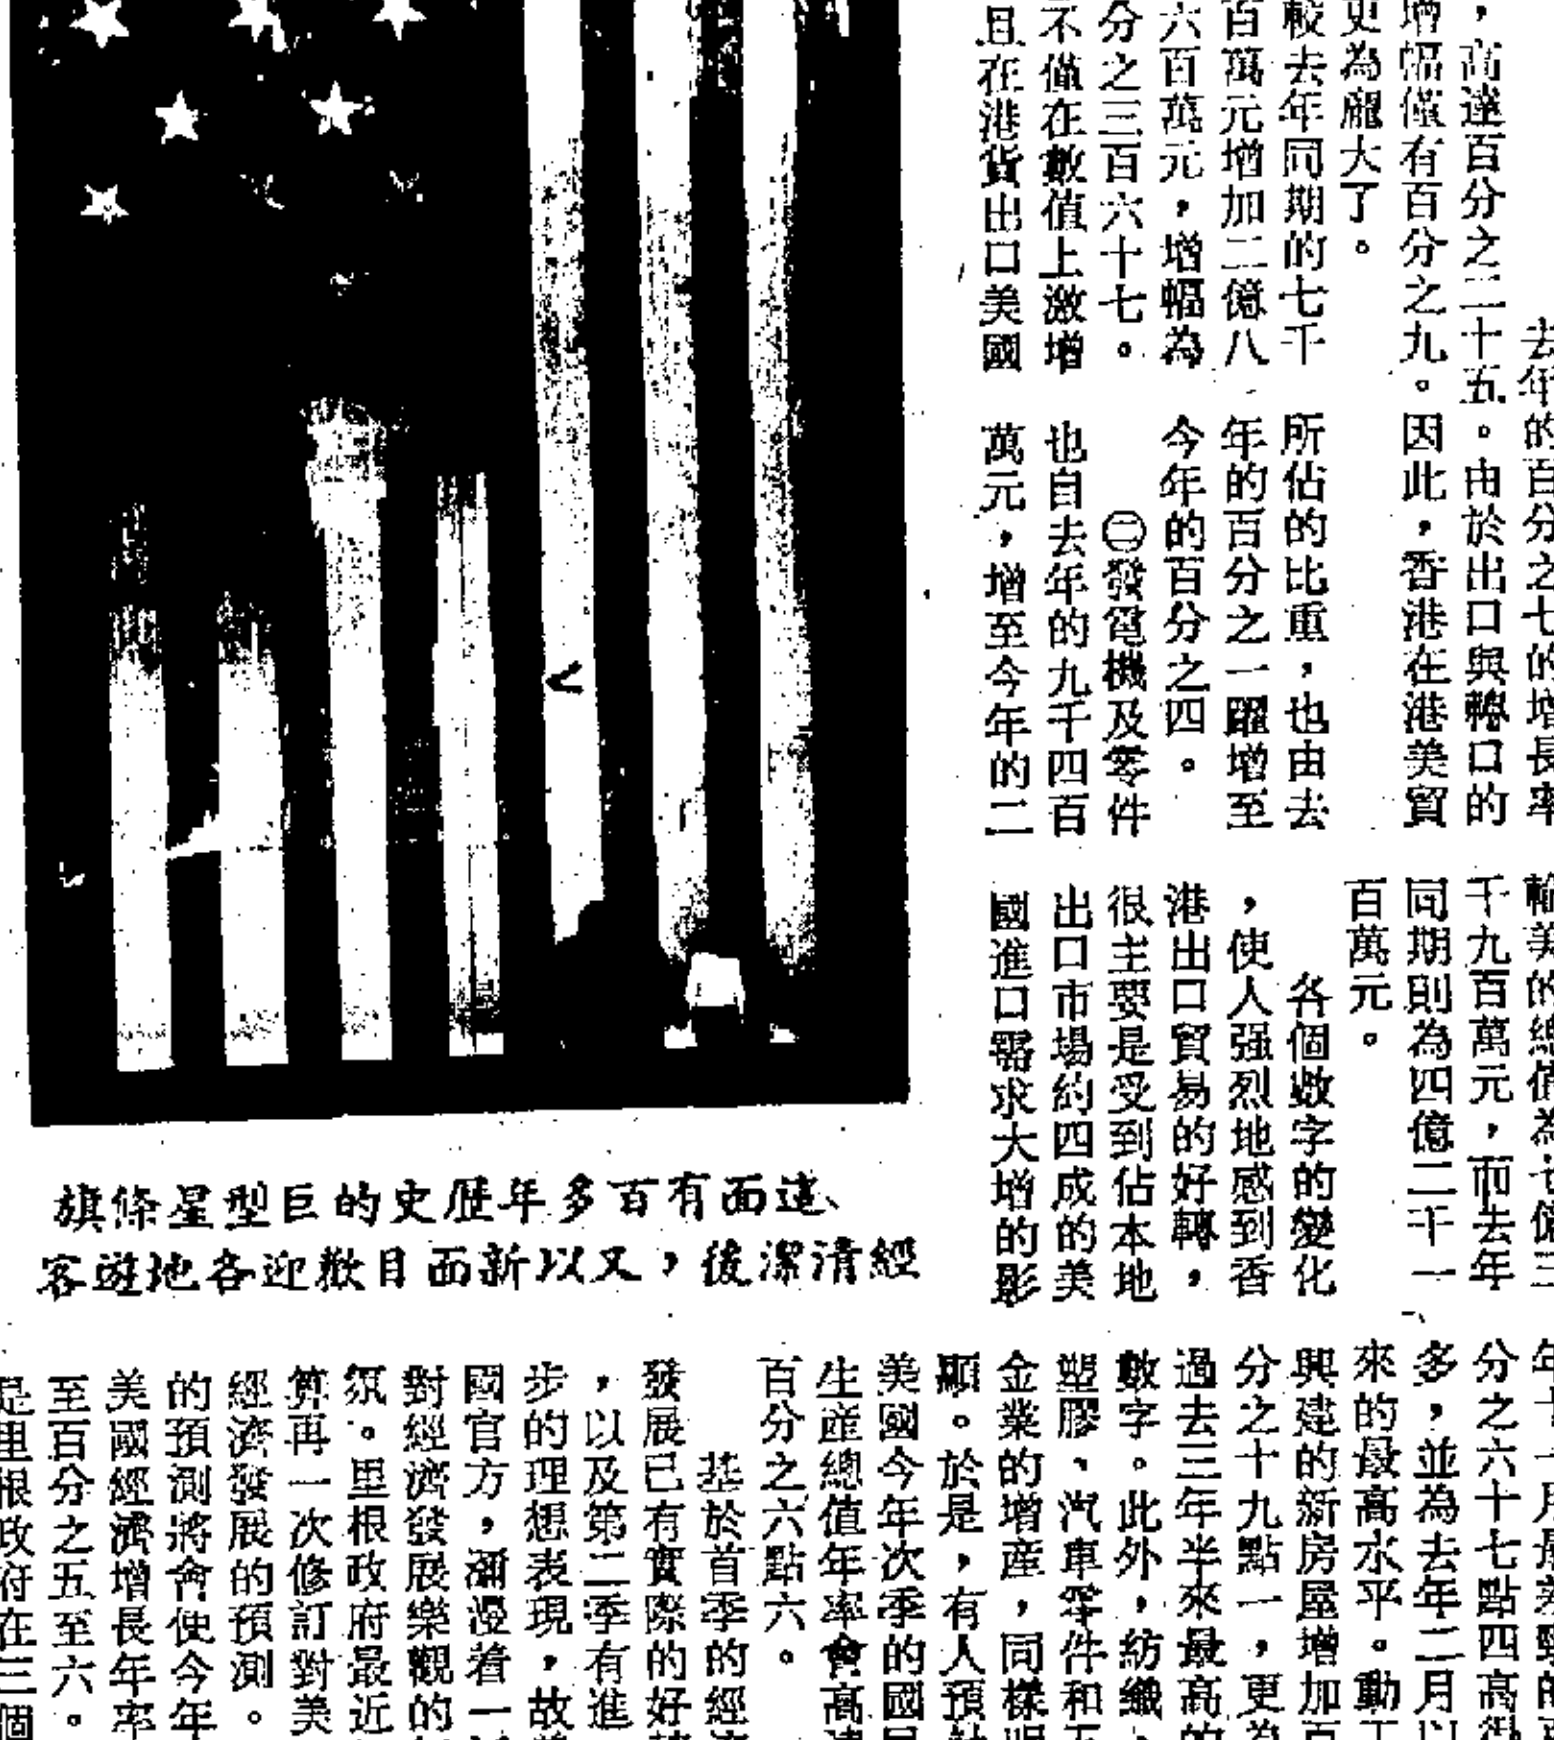 去年的百分之七的增長率
，高達百分之二十五。由於出口與轉口的
增幅僅有百分之九。因此，香港在港美貿
更為龐大了。
較去年同期的七千
百萬元增加二億八
六百萬元，增幅為
分之三百六十七。
不僅在數值上激增
且在港貨出口美國
所佔的比重，也由去
年的百分之一躍增至
今年的百分之四。
㊁發電機及零件
也自去年的九千四百
萬元，增至今年的二
輸美的總值為七億三
千九百萬元，而去年
同期則為四億二千一
百萬元。
各個數字的變化
，使人强烈地感到香
港出口貿易的好轉，
很主要是受到佔本地
出口市場約四成的美
國進口需求大增的影
旗條星型巨的史歷年多百有面這
客遊地各迎歡目面新以又，後潔清經
分之六十七點四高
多，並為去年二月以
來的最高水平。動工
興建的新房屋增加百
分之十九點一，更為
過去三年半來最高的
數字。此外，紡織、
塑膠、汽車零件和五
金業的增產，同樣明
顯。於是，有人預
美國今年次季的國民
生產總值年率會高達
百分之六點六。
基於首季的經濟
發展已有實際的好轉
，以及第二季有進
步的理想表現，故
國官方，瀰漫着一
對經濟發展樂觀的
氛。里根政府最近
算再一次修訂對美
經濟發展的預測。
的預測將會使今年
美國經濟增長年率
至百分之五至六。
是里根政府在三個